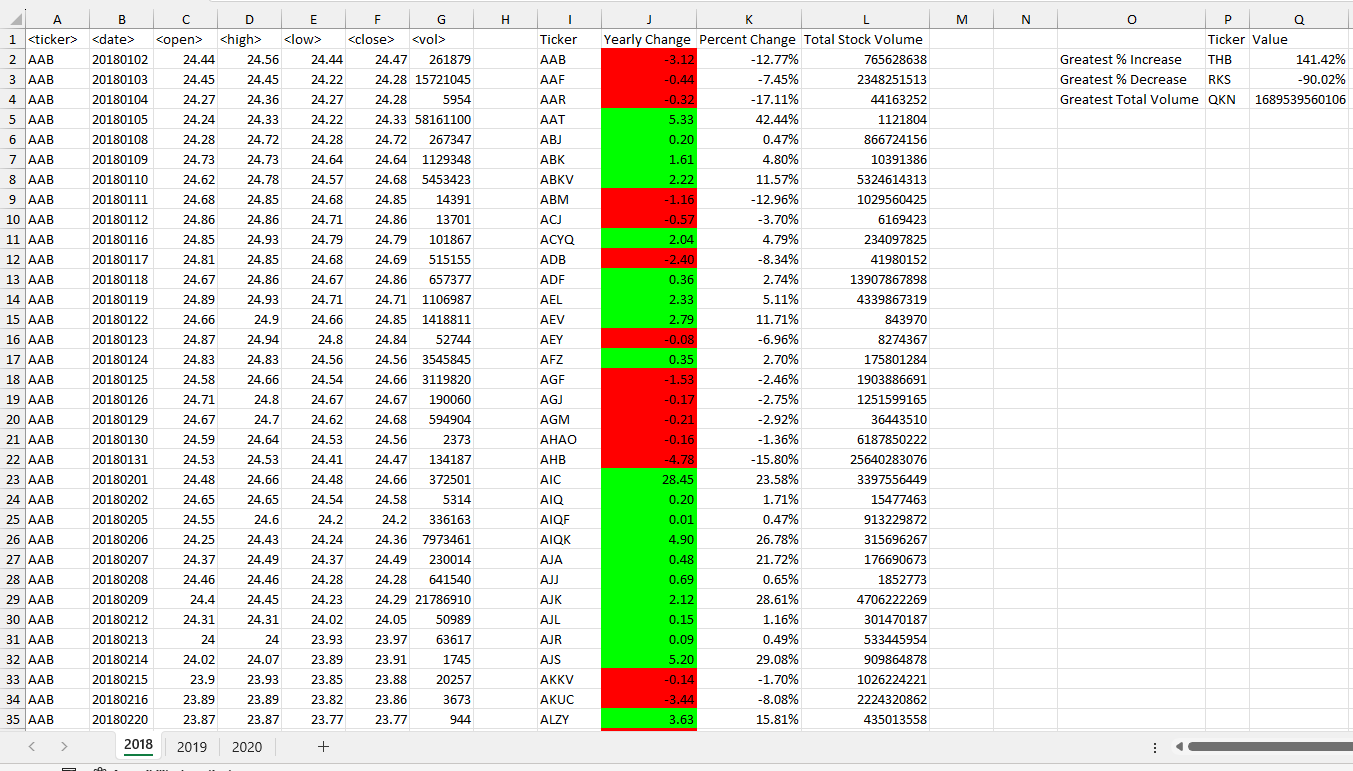 A B C D E F G H I J K L M N O P Q
1 <ticker> <date> <open> <high> <low> <close> <vol> Ticker Yearly Change Percent Change Total Stock Volume Ticker Value
2 AAB 20180102 24.44 24.56 24.44 24.47 261879 AAB -3.12 -12.77% 765628638 Greatest % Increase THB 141.42%
3 AAB 20180103 24.45 24.45 24.22 24.28 15721045 AAF -0.44 -7.45% 2348251513 Greatest % Decrease RKS -90.02%
4 AAB 20180104 24.27 24.36 24.27 24.28 5954 AAR -0.32 -17.11% 44163252 Greatest Total Volume QKN 1689539560106
5 AAB 20180105 24.24 24.33 24.22 24.33 58161100 AAT 5.33 42.44% 1121804
6 AAB 20180108 24.28 24.72 24.28 24.72 267347 ABJ 0.20 0.47% 866724156
7 AAB 20180109 24.73 24.73 24.64 24.64 1129348 ABK 1.61 4.80% 10391386
8 AAB 20180110 24.62 24.78 24.57 24.68 5453423 ABKV 2.22 11.57% 5324614313
9 AAB 20180111 24.68 24.85 24.68 24.85 14391 ABM -1.16 -12.96% 1029560425
10 AAB 20180112 24.86 24.86 24.71 24.86 13701 ACJ -0.57 -3.70% 6169423
11 AAB 20180116 24.85 24.93 24.79 24.79 101867 ACYQ 2.04 4.79% 234097825
12 AAB 20180117 24.81 24.85 24.68 24.69 515155 ADB -2.40 -8.34% 41980152
13 AAB 20180118 24.67 24.86 24.67 24.86 657377 ADF 0.36 2.74% 13907867898
14 AAB 20180119 24.89 24.93 24.71 24.71 1106987 AEL 2.33 5.11% 4339867319
15 AAB 20180122 24.66 24.9 24.66 24.85 1418811 AEV 2.79 11.71% 843970
16 AAB 20180123 24.87 24.94 24.8 24.84 52744 AEY -0.08 -6.96% 8274367
17 AAB 20180124 24.83 24.83 24.56 24.56 3545845 AFZ 0.35 2.70% 175801284
18 AAB 20180125 24.58 24.66 24.54 24.66 3119820 AGF -1.53 -2.46% 1903886691
19 AAB 20180126 24.71 24.8 24.67 24.67 190060 AGJ -0.17 -2.75% 1251599165
20 AAB 20180129 24.67 24.7 24.62 24.68 594904 AGM -0.21 -2.92% 36443510
21 AAB 20180130 24.59 24.64 24.53 24.56 2373 AHAO -0.16 -1.36% 6187850222
22 AAB 20180131 24.53 24.53 24.41 24.47 134187 AHB -4.78 -15.80% 25640283076
23 AAB 20180201 24.48 24.66 24.48 24.66 372501 AIC 28.45 23.58% 3397556449
24 AAB 20180202 24.65 24.65 24.54 24.58 5314 AIQ 0.20 1.71% 15477463
25 AAB 20180205 24.55 24.6 24.2 24.2 336163 AIQF 0.01 0.47% 913229872
26 AAB 20180206 24.25 24.43 24.24 24.36 7973461 AIQK 4.90 26.78% 315696267
27 AAB 20180207 24.37 24.49 24.37 24.49 230014 AJA 0.48 21.72% 176690673
28 AAB 20180208 24.46 24.46 24.28 24.28 641540 AJJ 0.69 0.65% 1852773
29 AAB 20180209 24.4 24.45 24.23 24.29 21786910 AJK 2.12 28.61% 4706222269
30 AAB 20180212 24.31 24.31 24.02 24.05 50989 AJL 0.15 1.16% 301470187
31 AAB 20180213 24 24 23.93 23.97 63617 AJR 0.09 0.49% 533445954
32 AAB 20180214 24.02 24.07 23.89 23.91 1745 AJS 5.20 29.08% 909864878
33 AAB 20180215 23.9 23.93 23.85 23.88 20257 AKKV -0.14 -1.70% 1026224221
34 AAB 20180216 23.89 23.89 23.82 23.86 3673 AKUC -3.44 -8.08% 2224320862
35 AAB 20180220 23.87 23.87 23.77 23.77 944 ALZY 3.63 15.81% 435013558
2018 2019 2020